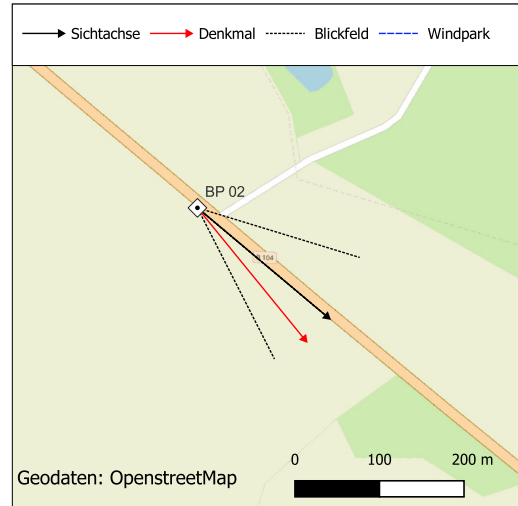 Sichtachse Denkmal Blickfeld Windpark
BP 02
104
Geodaten: OpenstreetMap
0 100 200 m